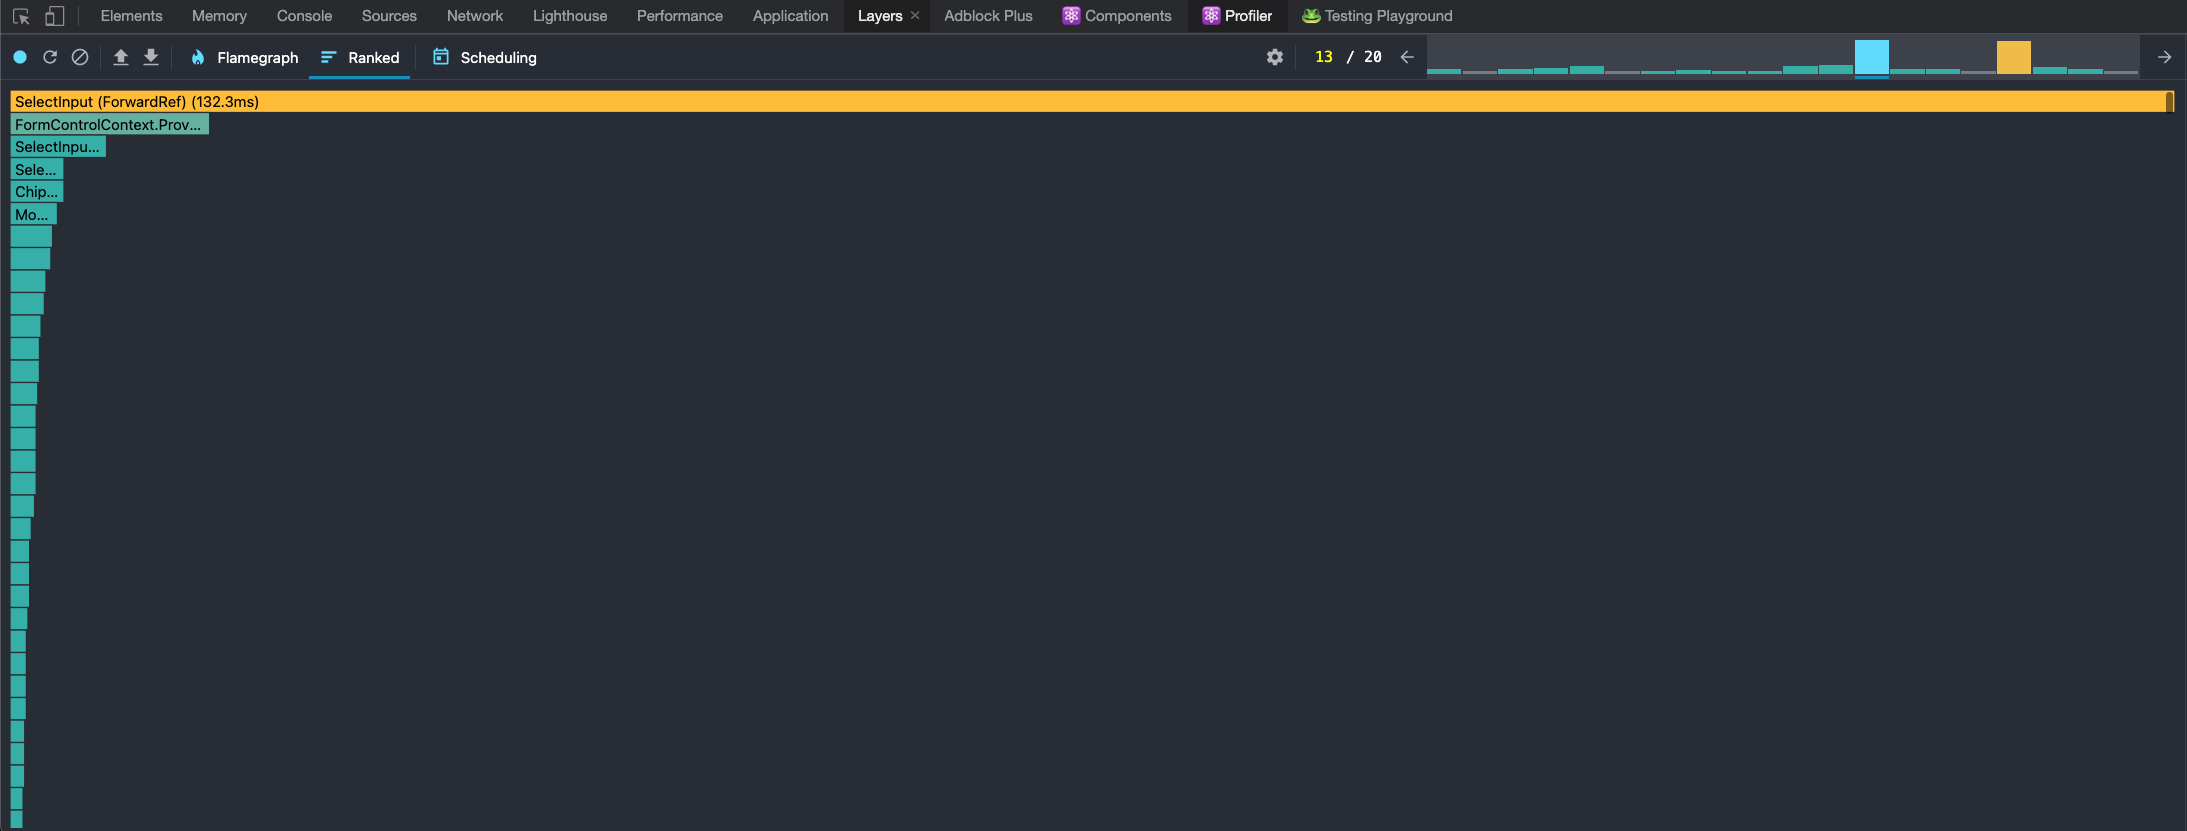 Elements Memory Console Sources Network Lighthouse Performance Application Layers Adblock Plus Components Profiler Testing Playground
Flamegraph Ranked Scheduling 13 / 20
SelectInput (ForwardRef) (132.3ms)
FormControlContext.Prov...
SelectInpu...
Sele...
Chip...
Mo...